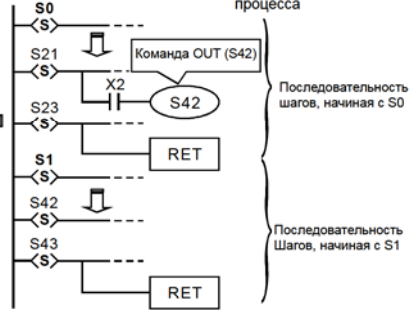 процесса
S0
S
S21
S
Команда OUT (S42)
X2
S42
Последовательность
шагов, начиная с S0
S23
S
RET
S1
S
S42
S
Последовательность
Шагов, начиная с S1
S43
S
RET